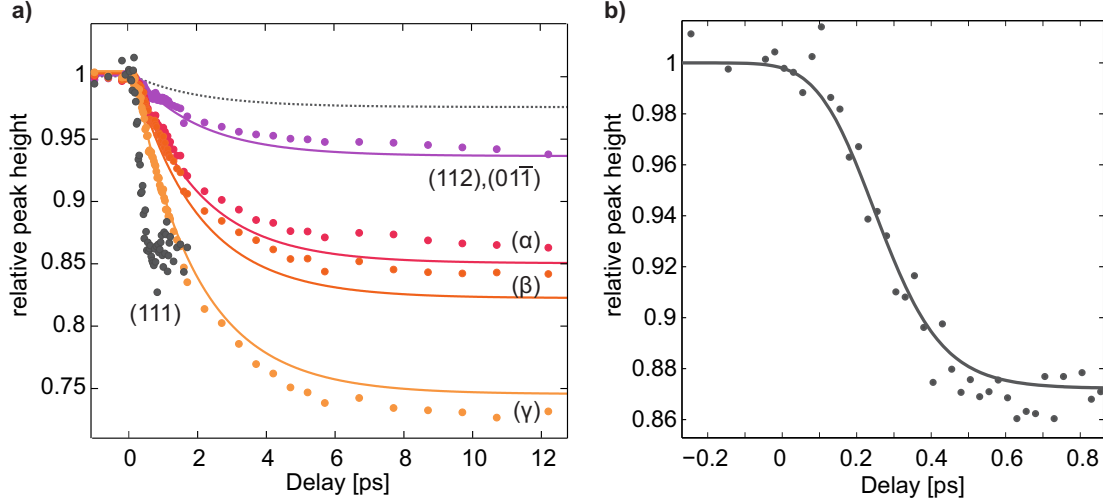 a)
b)
relative peak height
1
0.95
0.9
0.85
0.8
0.75
(112),(011̅)
(α)
(β)
(111)
(γ)
0 2 4 6 8 10 12
Delay [ps]
relative peak height
1
0.98
0.96
0.94
0.92
0.9
0.88
0.86
−0.2 0 0.2 0.4 0.6 0.8
Delay [ps]